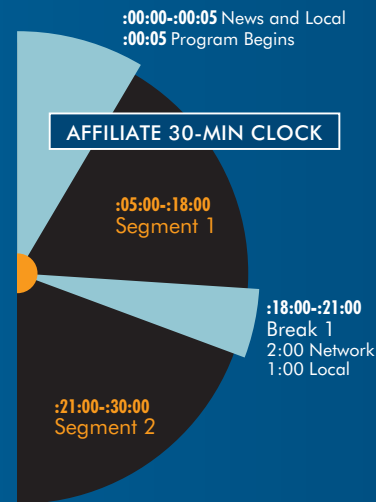 :00:00-:00:05 News and Local
:00:05 Program Begins
AFFILIATE 30-MIN CLOCK
:05:00-:18:00
Segment 1
:18:00-:21:00
Break 1
2:00 Network
1:00 Local
:21:00-:30:00
Segment 2